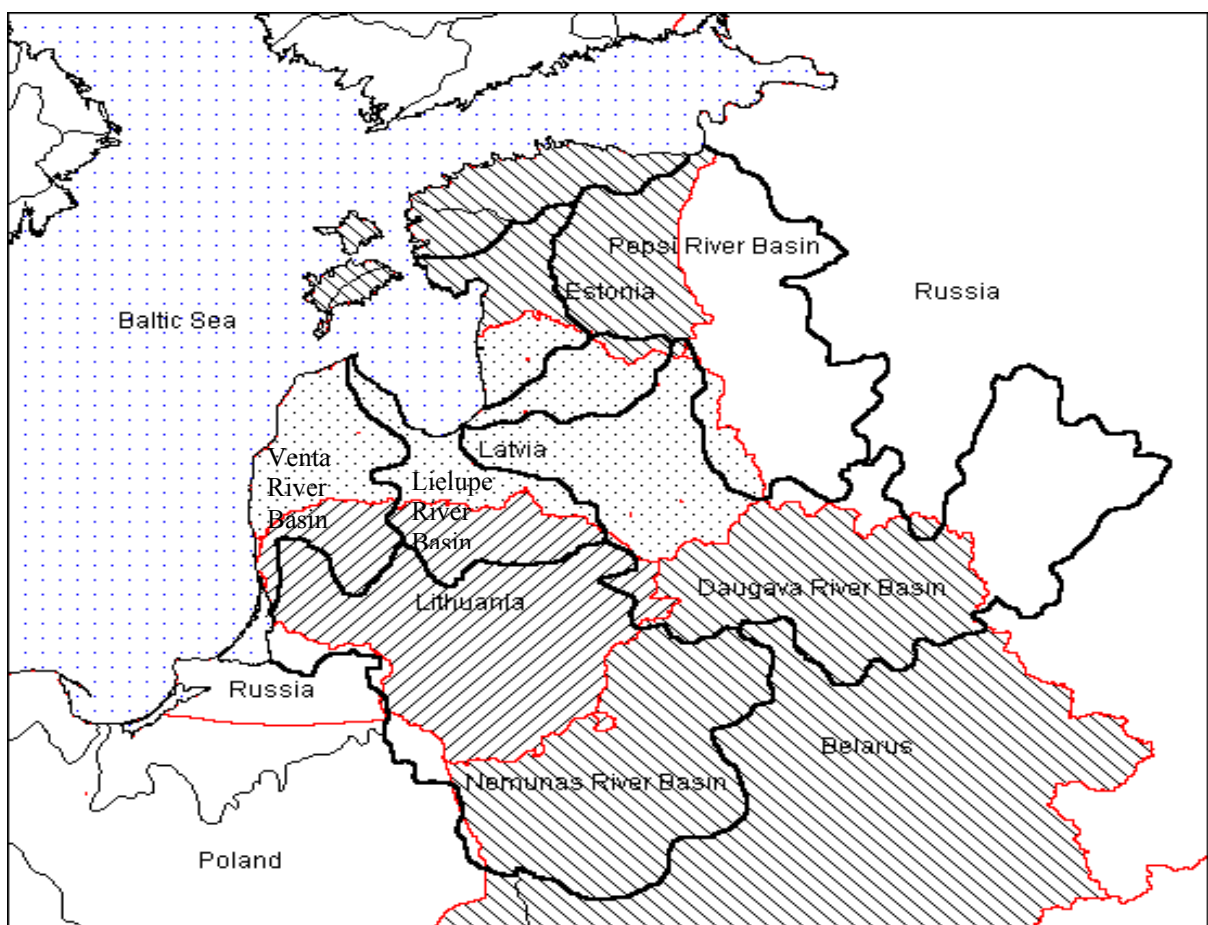 Pepsi River Basin
Estonia
Russia
Baltic Sea
Latvia
Venta
River
Basin
Lielupe
River
Basin
Daugava River Basin
Lithuania
Russia
Belarus
Nemunas River Basin
Poland